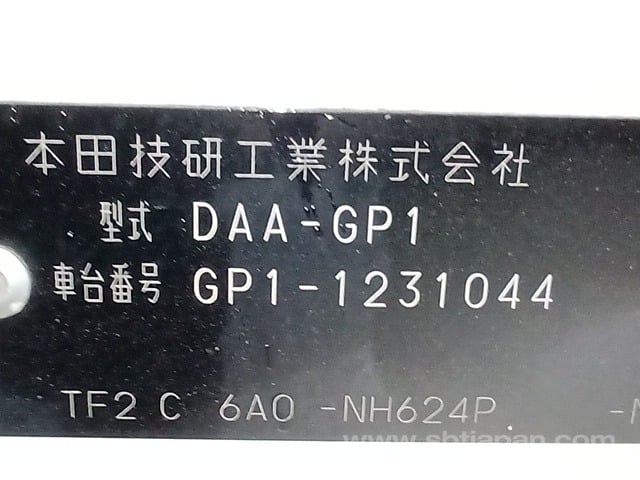 本田技研工業株式会社
型式 DAA-GP1
車台番号 GP1-1231044
TF2 C 6A0 -NH624P -N
www.sbtjapan.com